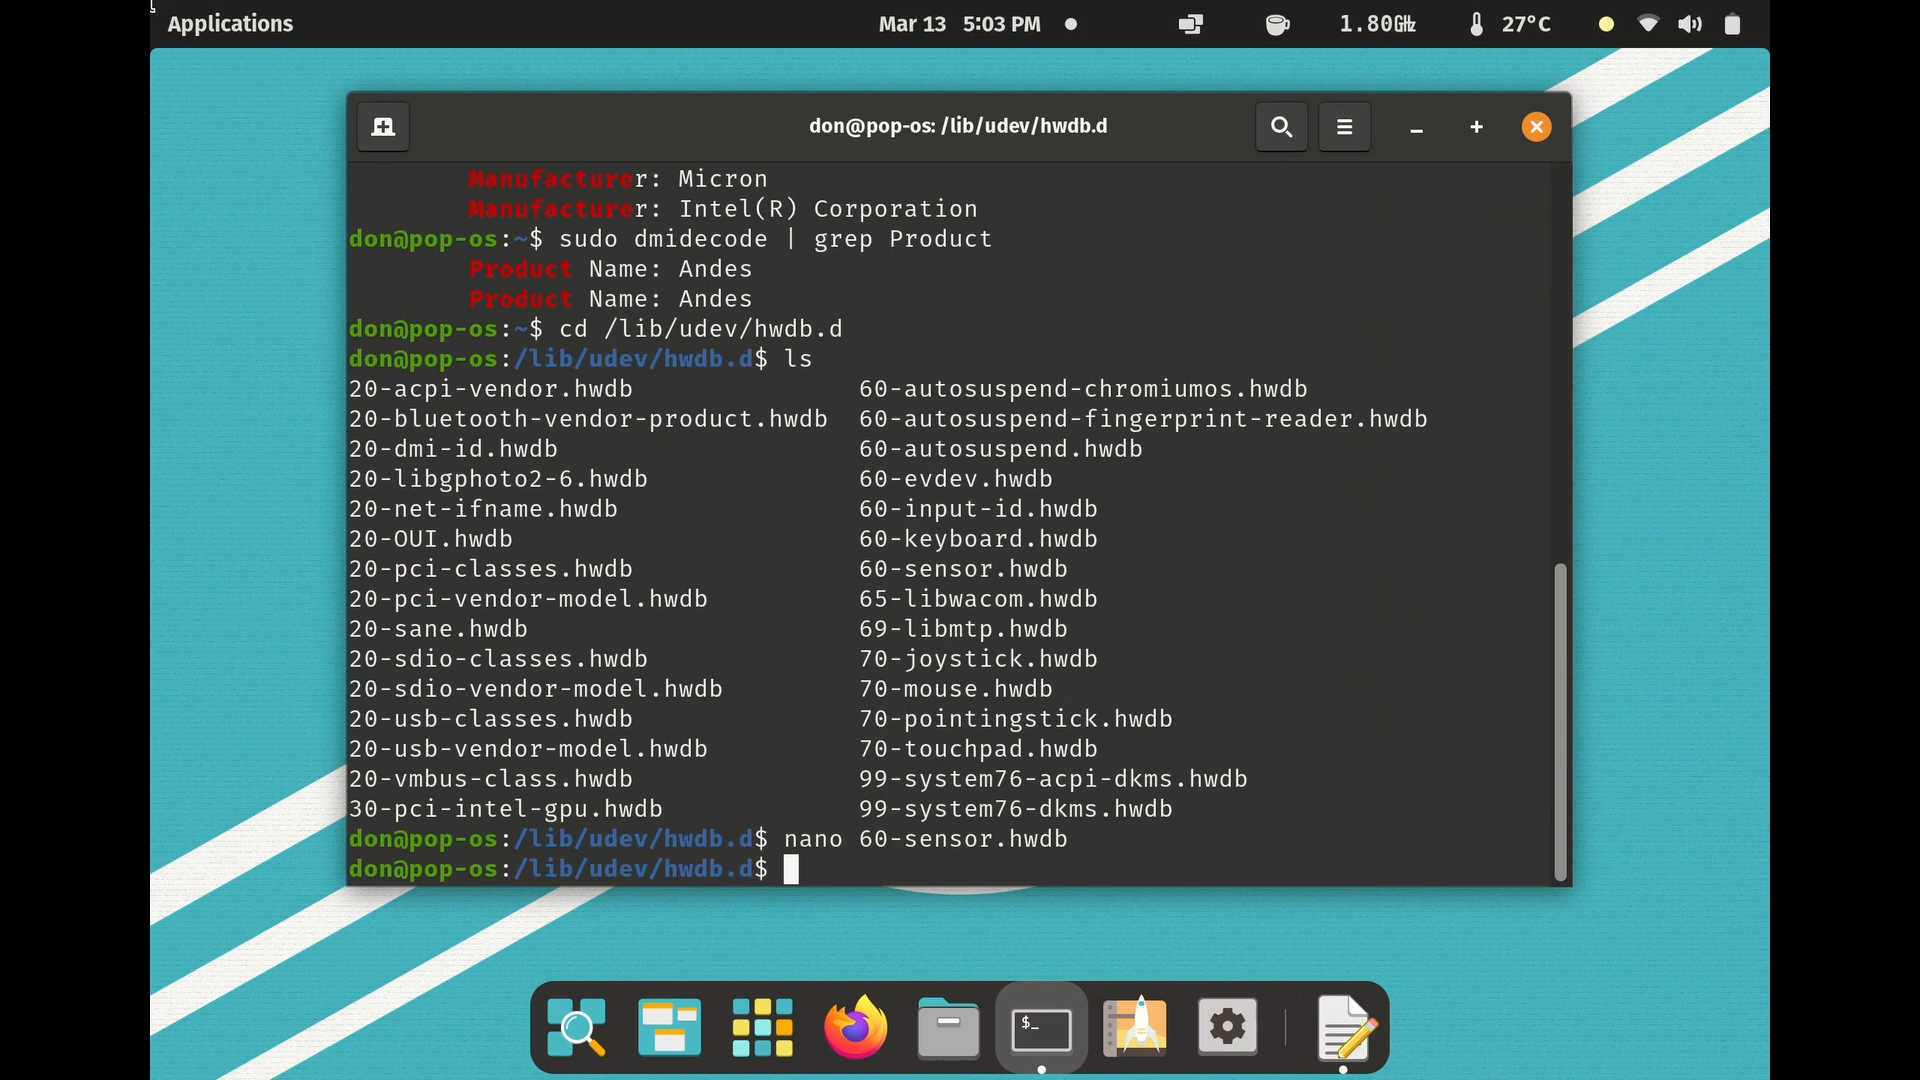 Applications
Mar 13 5:03 PM
1.80GHz
27°C
don@pop-os: /lib/udev/hwdb.d
Manufacturer: Micron
Manufacturer: Intel(R) Corporation
don@pop-os:~$ sudo dmidecode | grep Product
Product Name: Andes
Product Name: Andes
don@pop-os:~$ cd /lib/udev/hwdb.d
don@pop-os:/lib/udev/hwdb.d$ ls
20-acpi-vendor.hwdb 60-autosuspend-chromiumos.hwdb
20-bluetooth-vendor-product.hwdb 60-autosuspend-fingerprint-reader.hwdb
20-dmi-id.hwdb 60-autosuspend.hwdb
20-libgphoto2-6.hwdb 60-evdev.hwdb
20-net-ifname.hwdb 60-input-id.hwdb
20-OUI.hwdb 60-keyboard.hwdb
20-pci-classes.hwdb 60-sensor.hwdb
20-pci-vendor-model.hwdb 65-libwacom.hwdb
20-sane.hwdb 69-libmtp.hwdb
20-sdio-classes.hwdb 70-joystick.hwdb
20-sdio-vendor-model.hwdb 70-mouse.hwdb
20-usb-classes.hwdb 70-pointingstick.hwdb
20-usb-vendor-model.hwdb 70-touchpad.hwdb
20-vmbus-class.hwdb 99-system76-acpi-dkms.hwdb
30-pci-intel-gpu.hwdb 99-system76-dkms.hwdb
don@pop-os:/lib/udev/hwdb.d$ nano 60-sensor.hwdb
don@pop-os:/lib/udev/hwdb.d$
$_